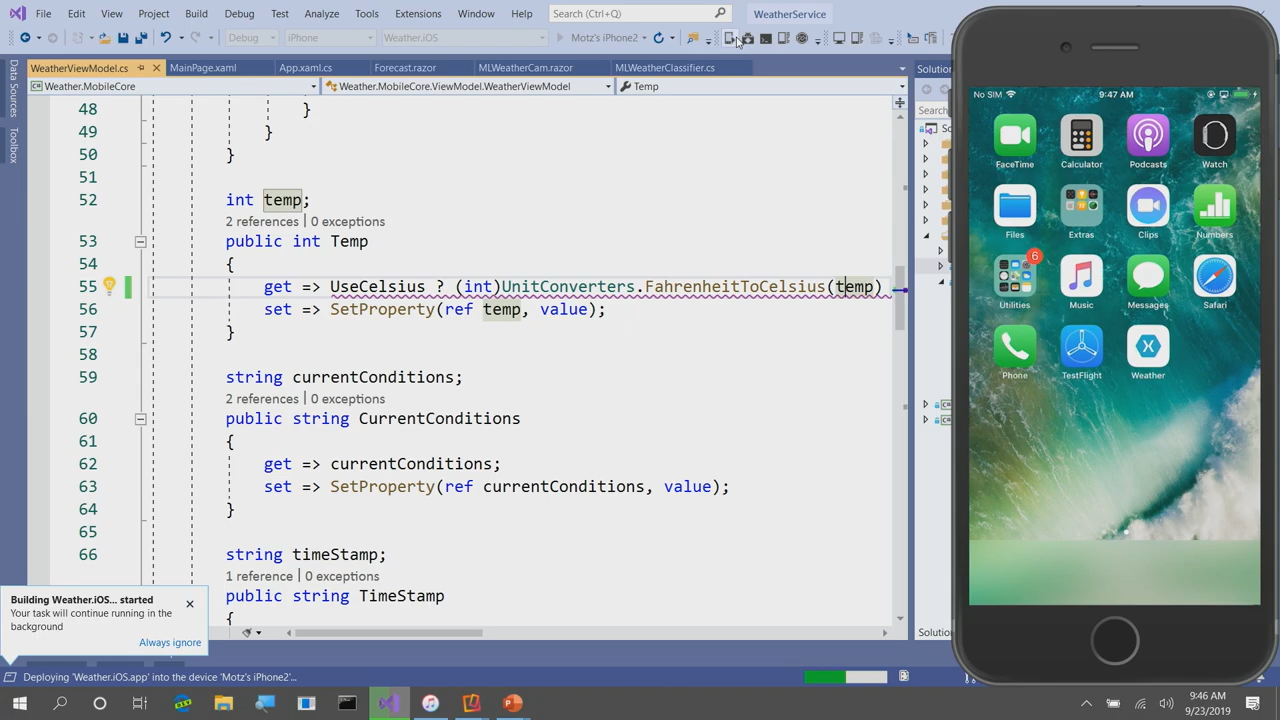 File Edit View Project Build Debug Test Analyze Tools Extensions Window Help Search (Ctrl+Q) WeatherService
Debug iPhone Weather.iOS Motz's iPhone2
WeatherViewModel.cs MainPage.xaml App.xaml.cs Forecast.razor MLWeatherCam.razor MLWeatherClassifier.cs
Weather.MobileCore Weather.MobileCore.ViewModel.WeatherViewModel Temp
Data Sources
Toolbox
48 }
49 }
50 }
51
52 int temp;
2 references | 0 exceptions
53 public int Temp
54 {
55 get => UseCelsius ? (int)UnitConverters.FahrenheitToCelsius(temp)
56 set => SetProperty(ref temp, value);
57 }
58
59 string currentConditions;
2 references | 0 exceptions
60 public string CurrentConditions
61 {
62 get => currentConditions;
63 set => SetProperty(ref currentConditions, value);
64 }
65
66 string timeStamp;
1 reference | 0 exceptions
public string TimeStamp
{
Building Weather.iOS... started
Your task will continue running in the
background
Always ignore
Deploying 'Weather.iOS.app' into the device 'Motz's iPhone2'...
Solution
Search
So
Solution
No SIM 9:47 AM
FaceTime Calculator Podcasts Watch
Files Extras Clips Numbers
6
Utilities Music Messages Safari
Phone TestFlight Weather
9:46 AM
9/23/2019